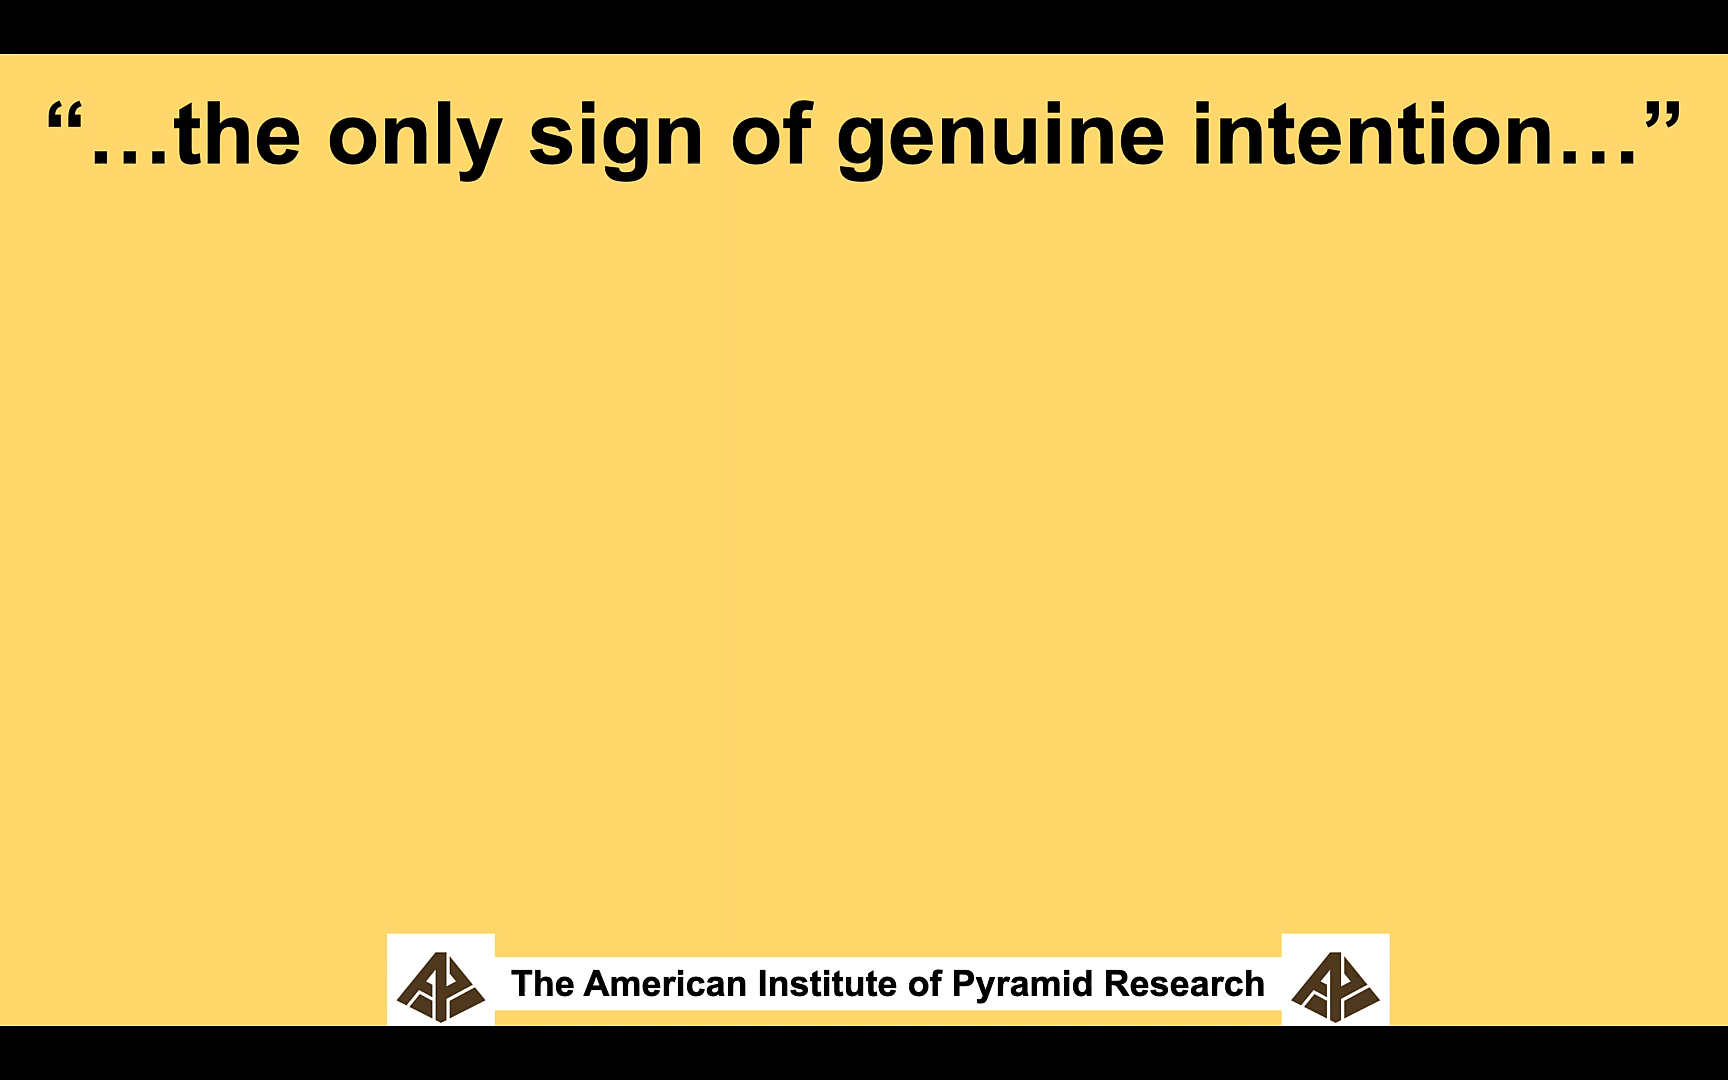 “…the only sign of genuine intention…”
The American Institute of Pyramid Research